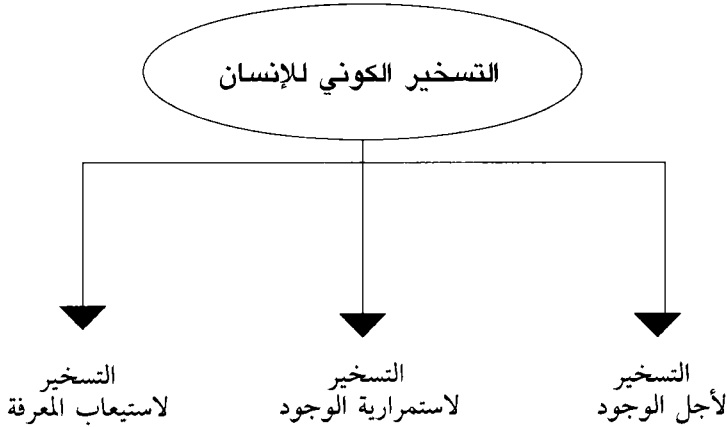 التسخير الكوني للإنسان
التسخير
لأجل الوجود
التسخير
لاستمرارية الوجود
التسخير
لاستيعاب المعرفة